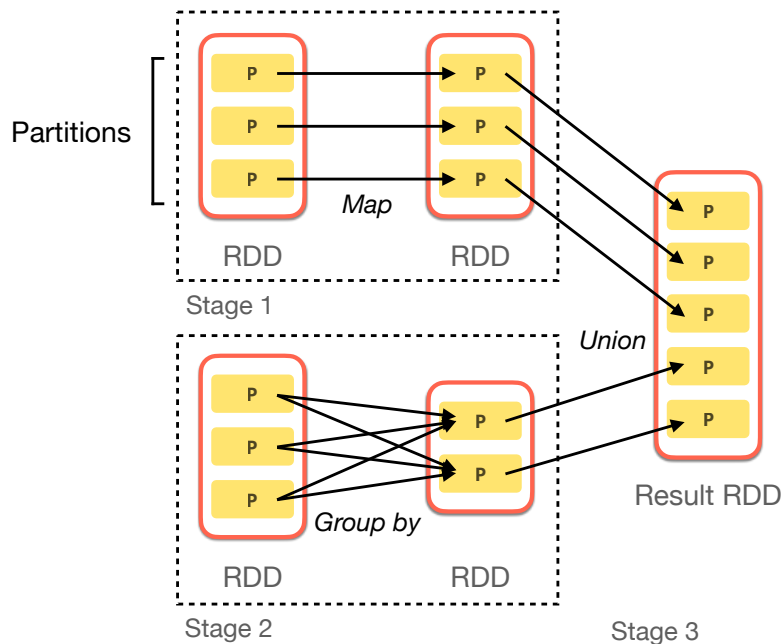 P P
Partitions
P P
P P
Map
P
RDD RDD
P
Stage 1
P
Union
P
P
P P
P P
P
Group by
Result RDD
RDD RDD
Stage 2
Stage 3